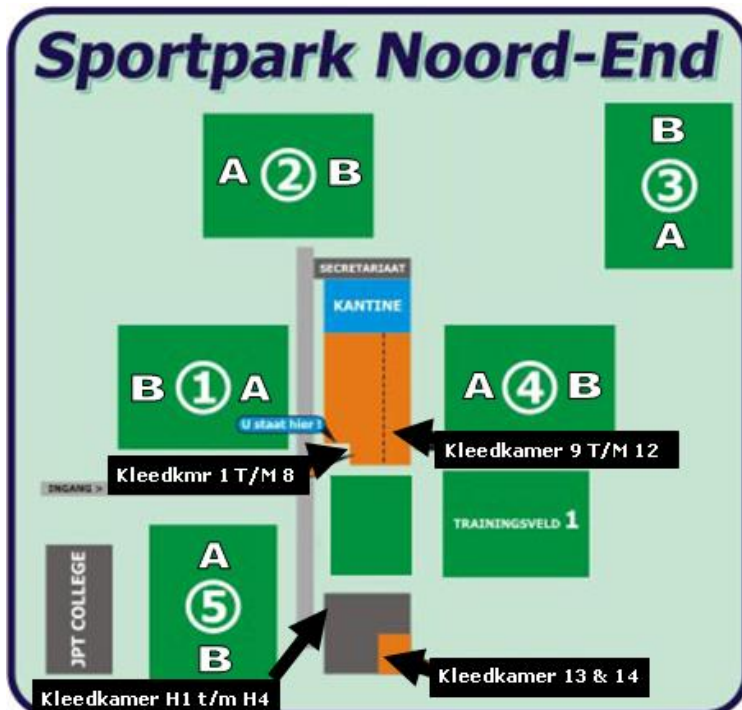 Sportpark Noord-End
B
A 2 B
3
A
SECRETARIAAT
KANTINE
B 1 A
A 4 B
U staat hier !
Kleedkamer 9 T/M 12
Kleedkmr 1 T/M 8
INGANG >
TRAININGSVELD 1
JPT COLLEGE
A
5
B
Kleedkamer 13 & 14
Kleedkamer H1 t/m H4